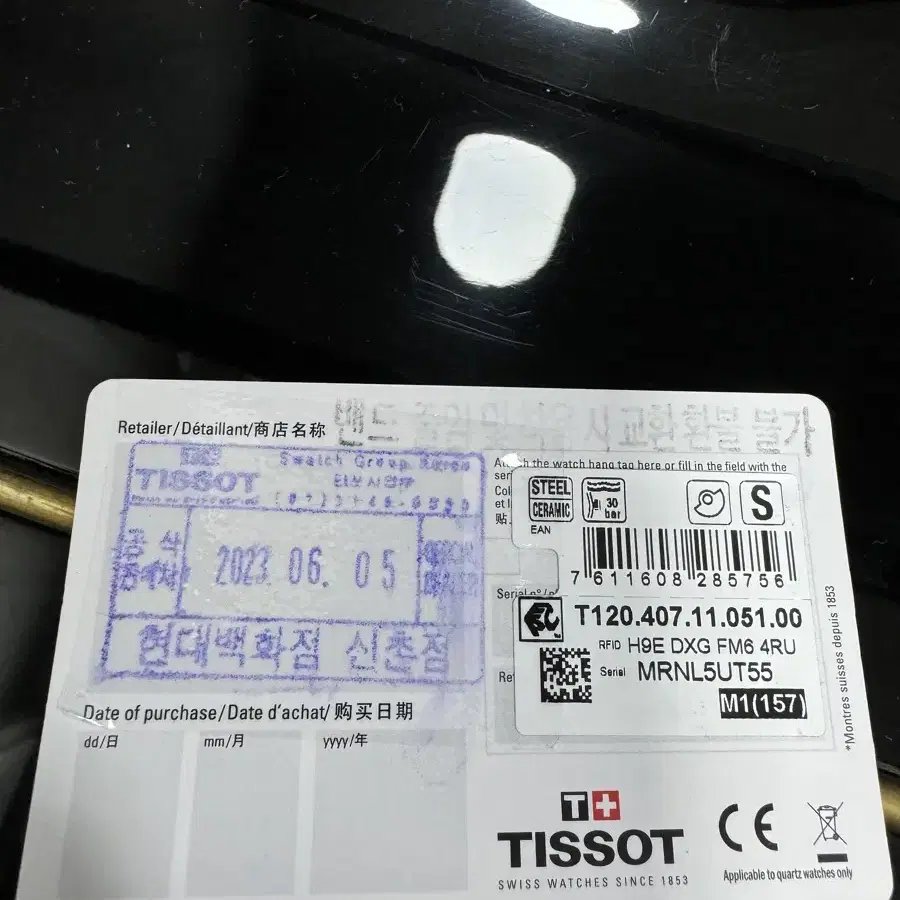 Retailer/Détaillant/商店名称
밴드 시 교환 환불 불가
TISSOT
Swatch Group Korea
2023. 06. 05
현대백화점 신촌점
Attach the watch hang tag here or fill in the field with the
STEEL
CERAMIC
30
bar
S
EAN
7 611608 285756
T120.407.11.051.00
RFID H9E DXG FM6 4RU
Serial MRNL5UT55
M1(157)
*Montres suisses depuis 1853
Date of purchase/Date d'achat/购买日期
dd/日
mm/月
yyyy/年
T+
TISSOT
SWISS WATCHES SINCE 1853
CE
Applicable to quartz watches only